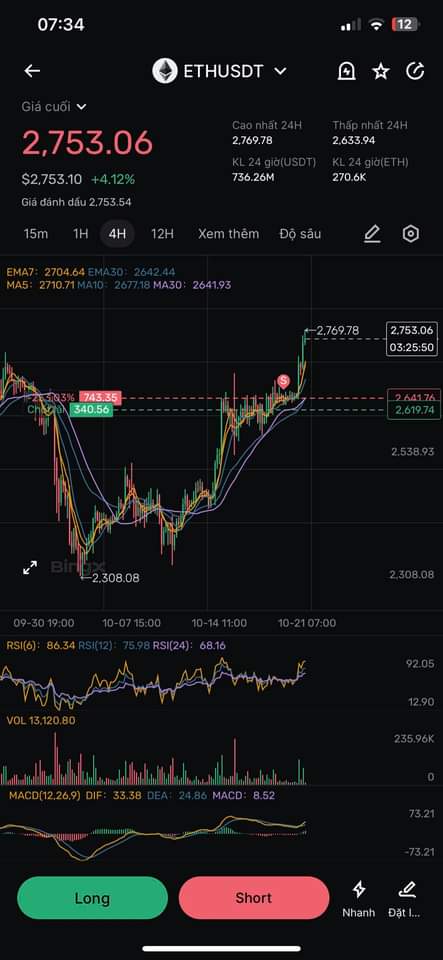 07:34
12
ETHUSDT
Giá cuối
2,753.06
$2,753.10 +4.12%
Giá đánh dấu 2,753.54
Cao nhất 24H
2,769.78
Thấp nhất 24H
2,633.94
KL 24 giờ(USDT)
736.26M
KL 24 giờ(ETH)
270.6K
15m 1H 4H 12H Xem thêm Độ sâu
EMA7: 2704.64 EMA30: 2642.44
MA5: 2710.71 MA10: 2677.18 MA30: 2641.93
2,769.78
2,753.06
03:25:50
S
743.35
2,641.76
340.56
2,619.74
2,538.93
BingX
2,308.08
2,308.08
09-30 19:00 10-07 15:00 10-14 11:00 10-21 07:00
RSI(6): 86.34 RSI(12): 75.98 RSI(24): 68.16
92.05
12.90
VOL 13,120.80
235.96K
0
MACD(12,26,9) DIF: 33.38 DEA: 24.86 MACD: 8.52
73.21
-73.21
Long
Short
Nhanh
Đặt l...